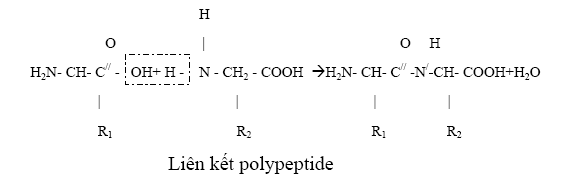 H
O | O H
H₂N- CH- C// - OH+ H - N - CH₂ - COOH →H₂N- CH- C// -N/-CH- COOH+H₂O
| | | |
R₁ R₂ R₁ R₂
Liên kết polypeptide